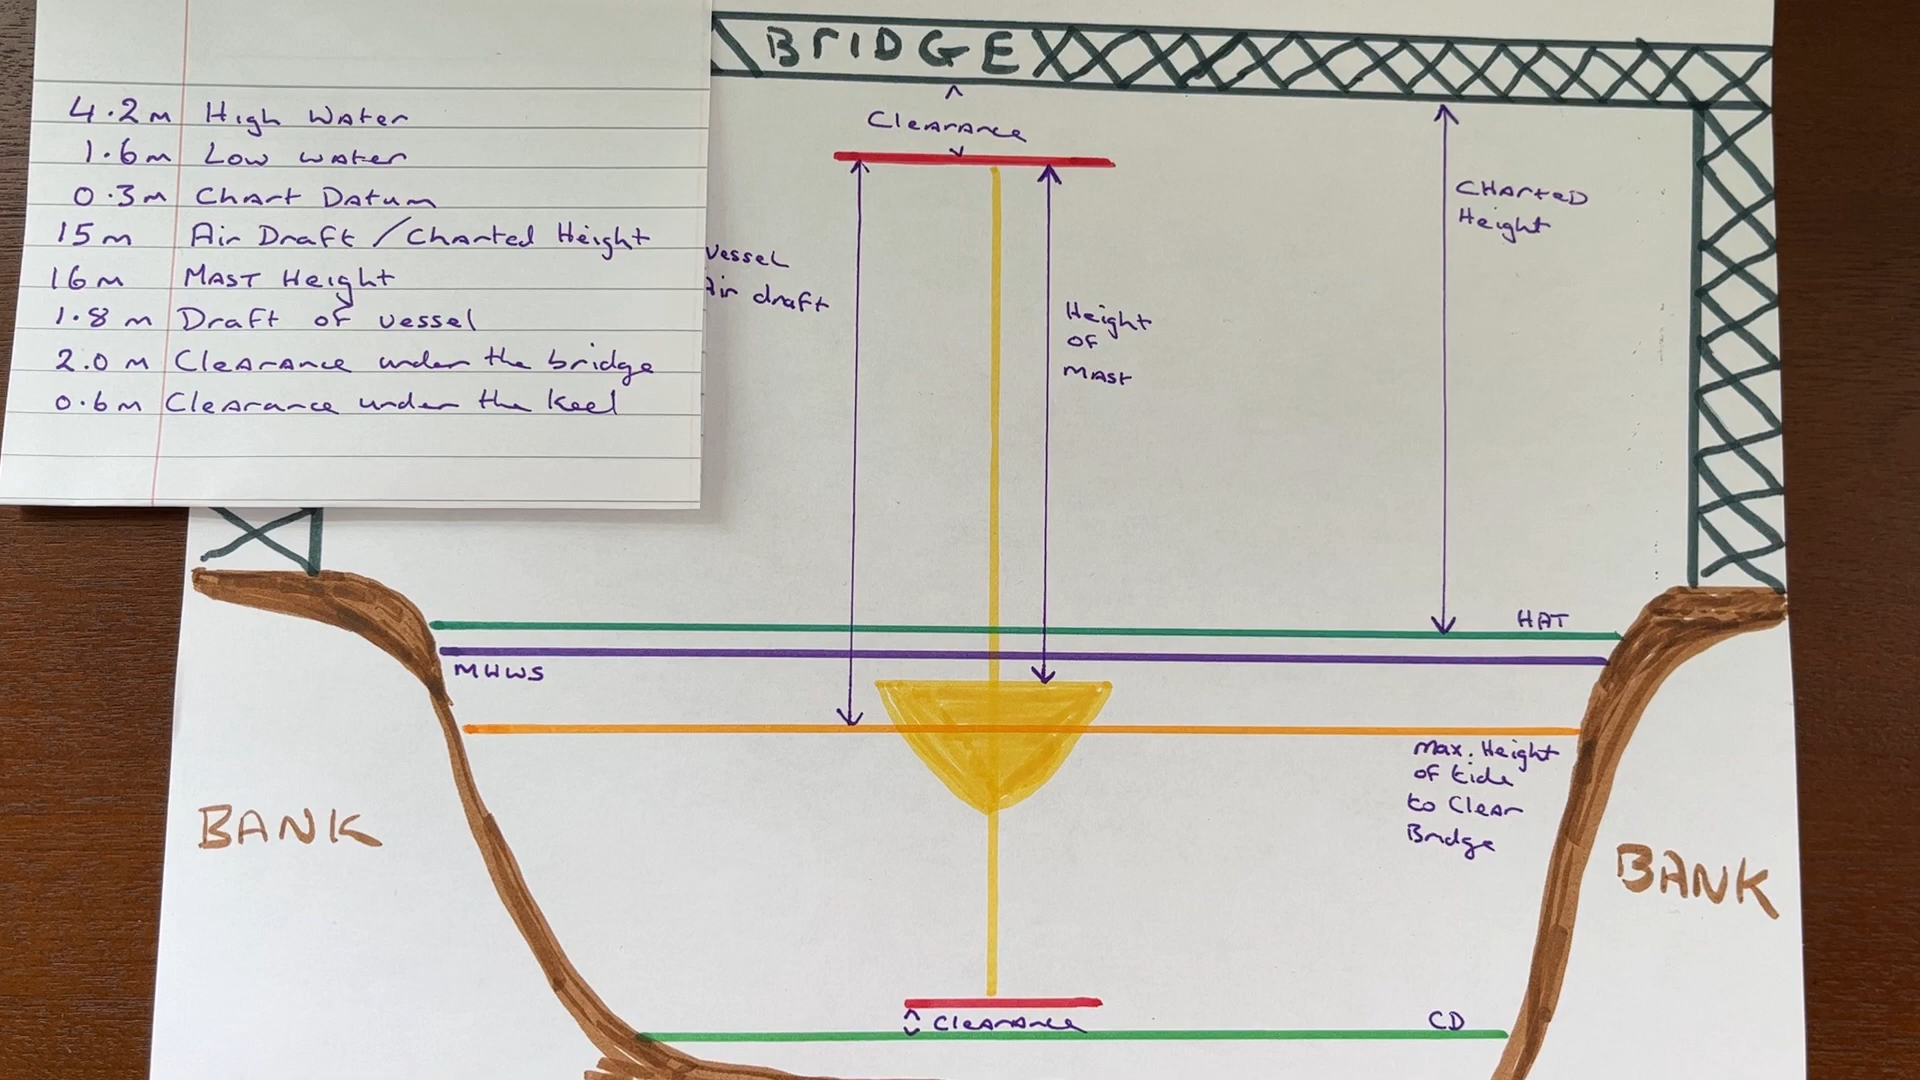 4.2m High Water
1.6m Low water
0.3m Chart Datum
15m Air Draft / Charted Height
16m Mast Height
1.8m Draft of vessel
2.0m Clearance under the bridge
0.6m Clearance under the keel
BRIDGE
Clearance
Vessel
Air draft
Height
of
Mast
CHArteD
Height
HAT
MHWS
Max. Height
of tide
to Clear
Bridge
BANK
BANK
Clearance
CD